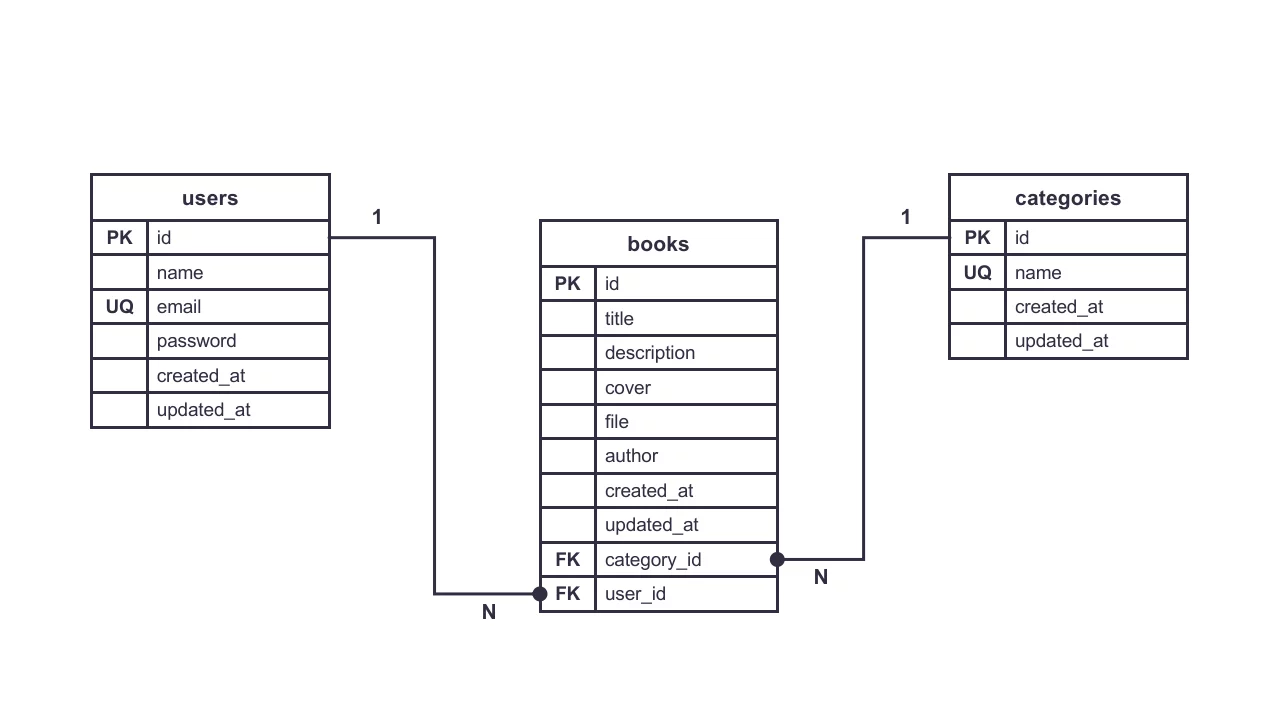 users
PK id
name
UQ email
password
created_at
updated_at
1
N
books
PK id
title
description
cover
file
author
created_at
updated_at
FK category_id
FK user_id
1
N
categories
PK id
UQ name
created_at
updated_at